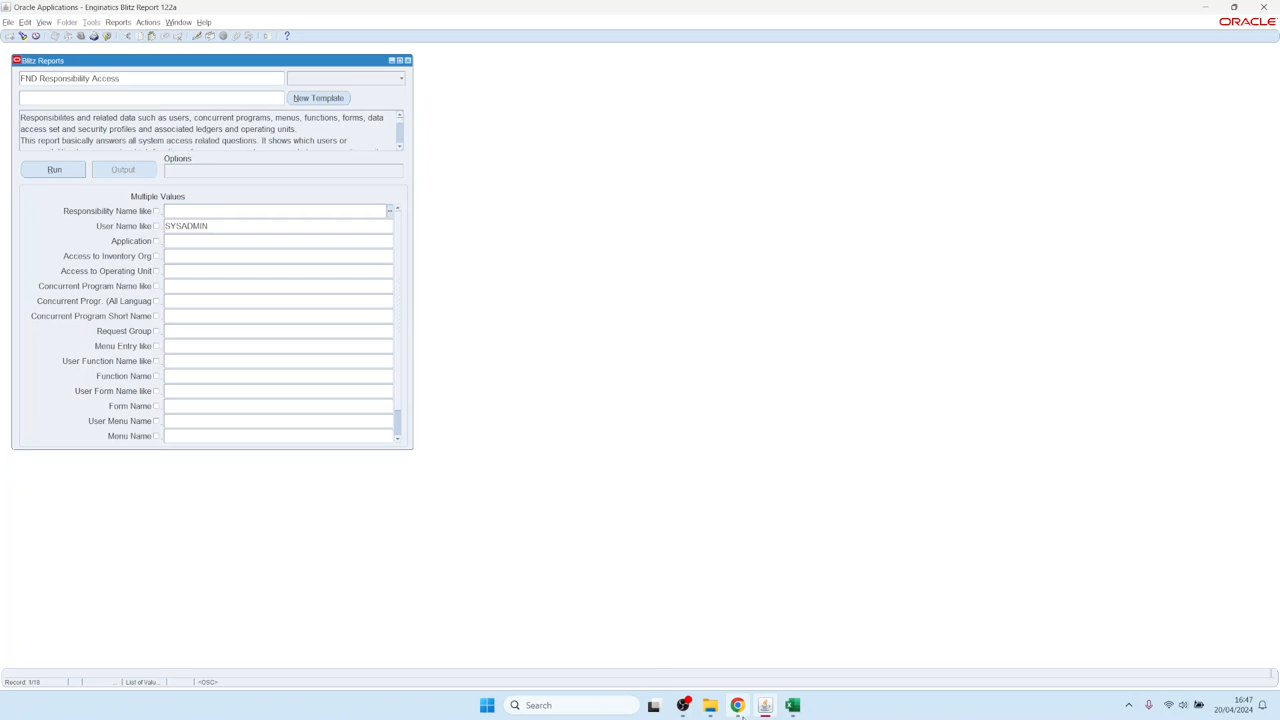 Oracle Applications - Enginatics Blitz Report 122a
File Edit View Folder Tools Reports Actions Window Help
ORACLE
Blitz Reports
FND Responsibility Access
New Template
Responsibilites and related data such as users, concurrent programs, menus, functions, forms, data
access set and security profiles and associated ledgers and operating units.
This report basically answers all system access related questions. It shows which users or
Options
Run
Output
Multiple Values
Responsibility Name like
User Name like SYSADMIN
Application
Access to Inventory Org
Access to Operating Unit
Concurrent Program Name like
Concurrent Progr. (All Languag
Concurrent Program Short Name
Request Group
Menu Entry like
User Function Name like
Function Name
User Form Name like
Form Name
User Menu Name
Menu Name
Record: 1/18 ... List of Valu... <OSC>
Search
16:47
20/04/2024